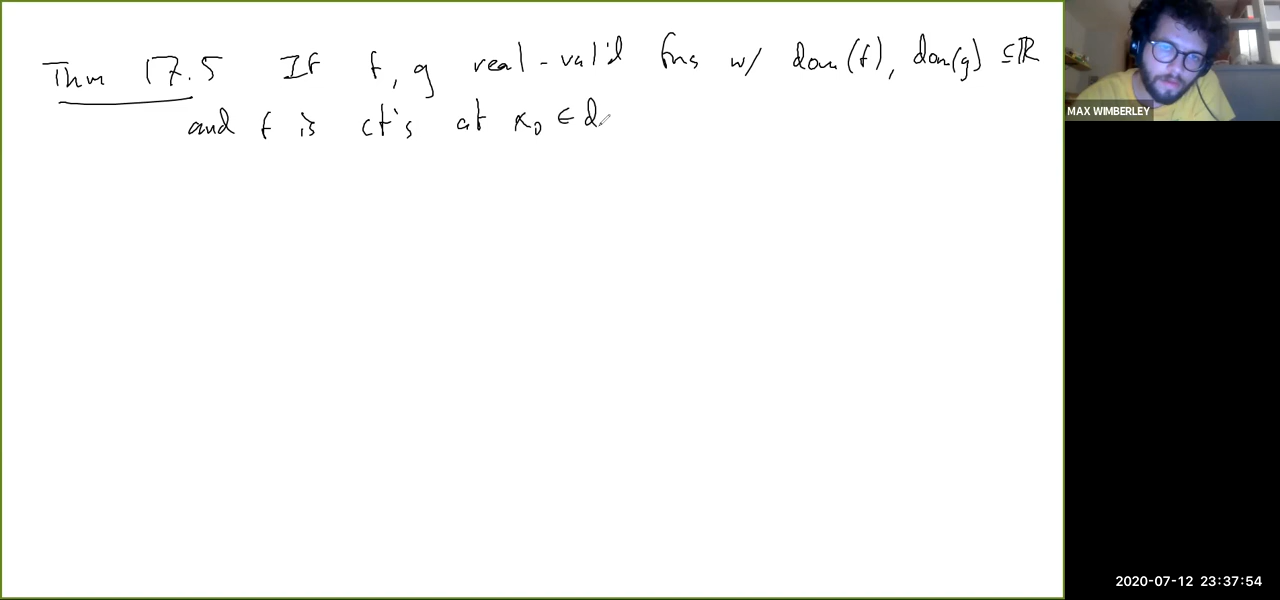 Thm 17.5 If f, g real-val'd fns w/ dom(f), dom(g) ⊆ ℝ
and f is ct's at x₀ ∈ d
MAX WIMBERLEY
2020-07-12 23:37:54